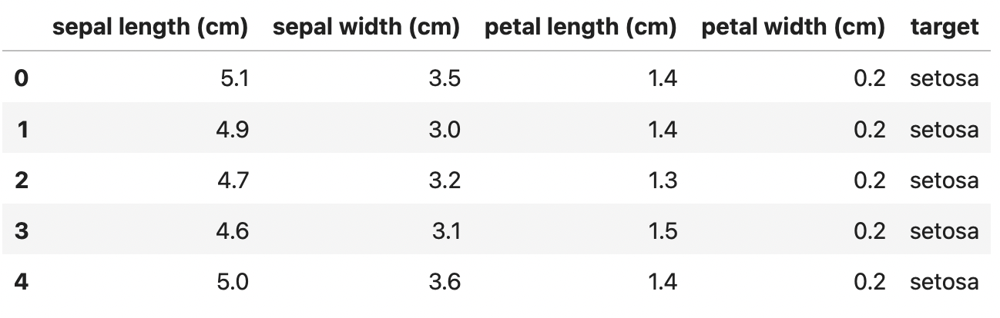 sepal length (cm) sepal width (cm) petal length (cm) petal width (cm) target
0 5.1 3.5 1.4 0.2 setosa
1 4.9 3.0 1.4 0.2 setosa
2 4.7 3.2 1.3 0.2 setosa
3 4.6 3.1 1.5 0.2 setosa
4 5.0 3.6 1.4 0.2 setosa